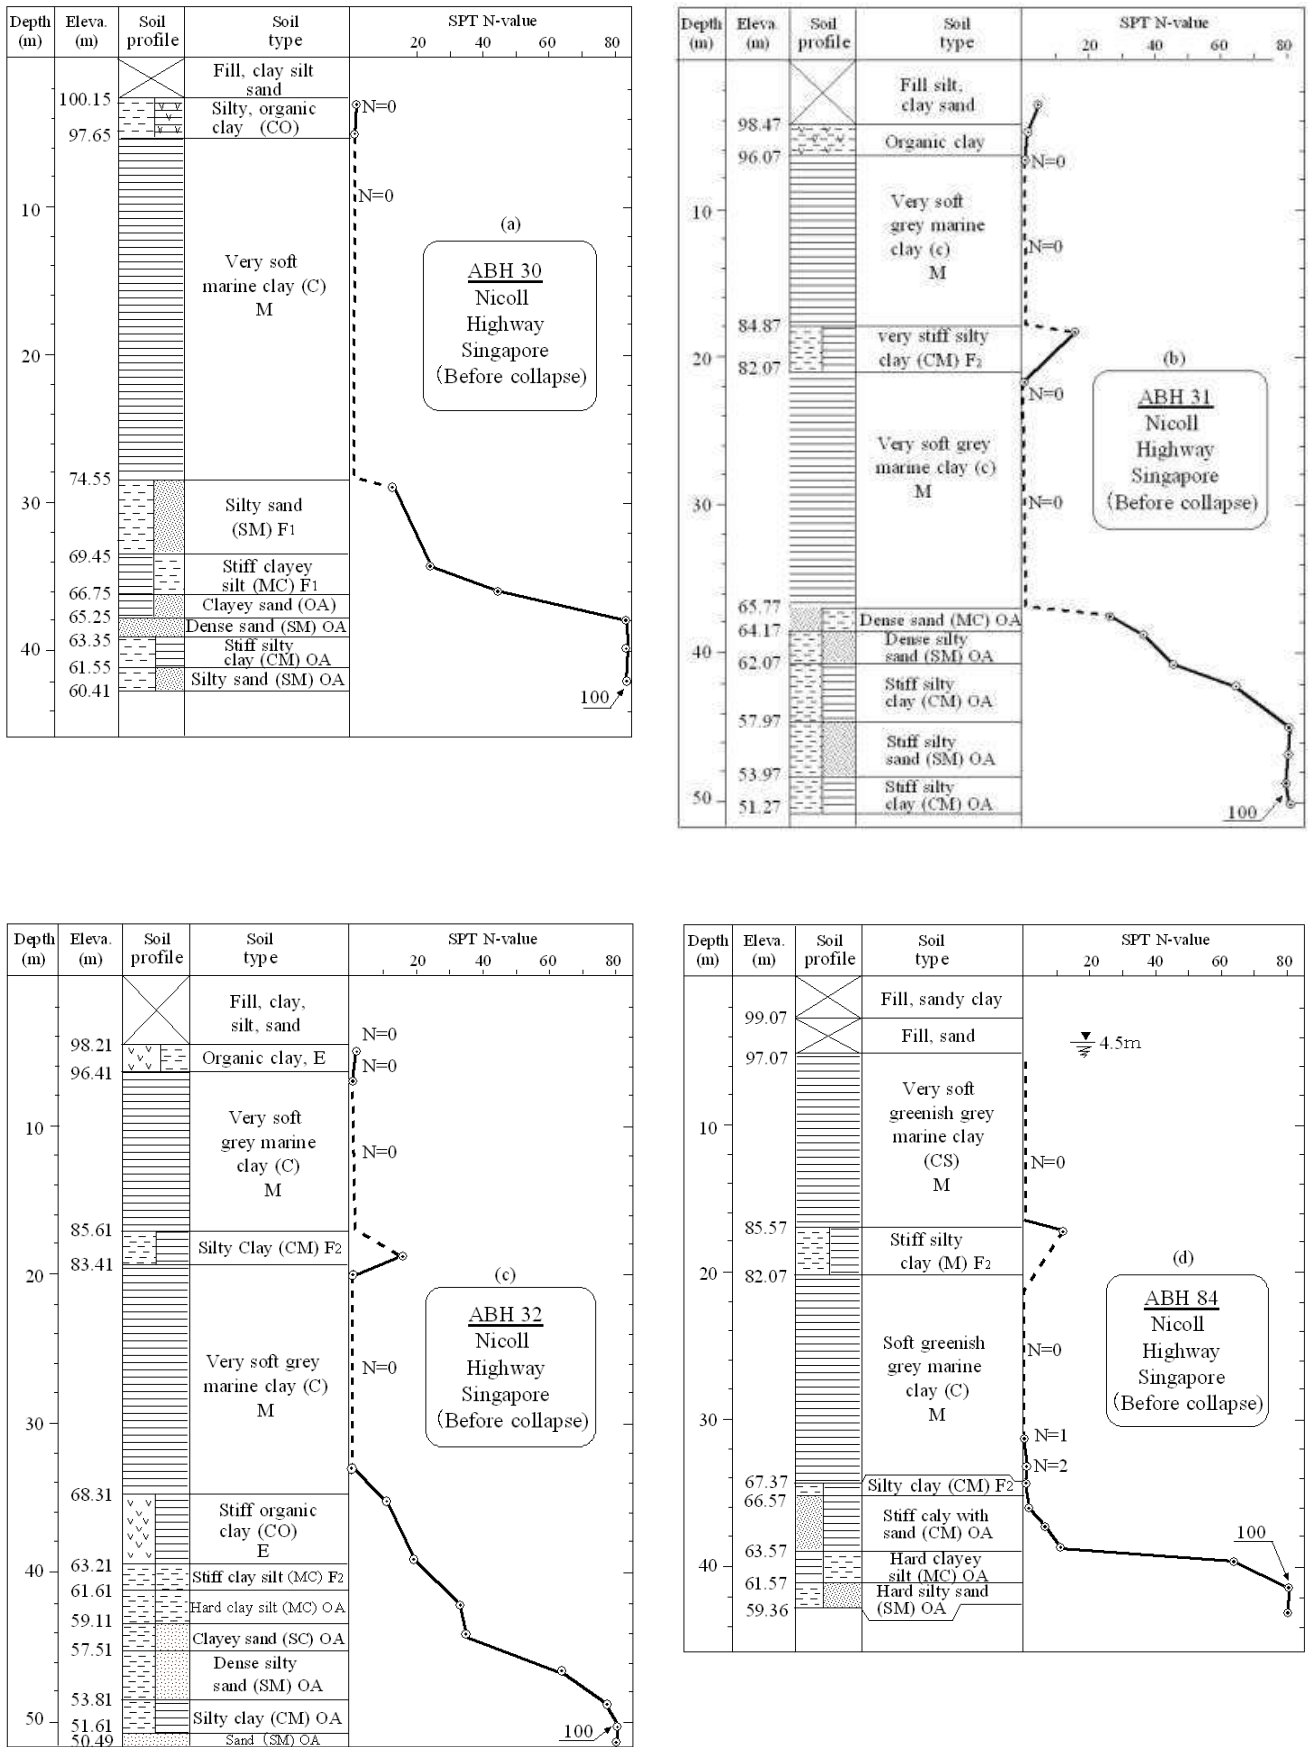 Depth Eleva. Soil Soil SPT N-value
(m) (m) profile type 20 40 60 80
Fill, clay silt
sand
100.15
Silty, organic
clay (CO)
N=0
97.65
N=0
10
(a)
Very soft
marine clay (C)
M
ABH 30
Nicoll
Highway
Singapore
(Before collapse)
20
74.55
30
Silty sand
(SM) F1
69.45
Stiff clayey
silt (MC) F1
66.75
Clayey sand (OA)
65.25
Dense sand (SM) OA
63.35
Stiff silty
clay (CM) OA
40
61.55
Silty sand (SM) OA
60.41
100
Depth Eleva. Soil Soil SPT N-value
(m) (m) profile type 20 40 60 80
Fill silt,
clay sand
98.47
Organic clay
96.07
N=0
10
Very soft
grey marine
clay (c)
M
N=0
84.87
very stiff silty
clay (CM) F2
20
82.07
(b)
N=0
ABH 31
Nicoll
Highway
Singapore
(Before collapse)
Very soft grey
marine clay (c)
M
30
N=0
65.77
Dense sand (MC) OA
64.17
Dense silty
sand (SM) OA
40
62.07
Stiff silty
clay (CM) OA
57.97
Stiff silty
sand (SM) OA
53.97
Stiff silty
clay (CM) OA
50
51.27
100
Depth Eleva. Soil Soil SPT N-value
(m) (m) profile type 20 40 60 80
Fill, clay,
silt, sand
N=0
98.21
Organic clay, E
N=0
96.41
10
Very soft
grey marine
clay (C)
M
N=0
85.61
Silty Clay (CM) F2
83.41
20
(c)
ABH 32
Nicoll
Highway
Singapore
(Before collapse)
Very soft grey
marine clay (C)
M
N=0
30
68.31
Stiff organic
clay (CO)
E
63.21
40
Stiff clay silt (MC) F2
61.61
Hard clay silt (MC) OA
59.11
Clayey sand (SC) OA
57.51
Dense silty
sand (SM) OA
53.81
Silty clay (CM) OA
50
51.61
100
50.49
Sand (SM) OA
Depth Eleva. Soil Soil SPT N-value
(m) (m) profile type 20 40 60 80
Fill, sandy clay
99.07
Fill, sand
4.5m
97.07
10
Very soft
greenish grey
marine clay
(CS)
M
N=0
85.57
Stiff silty
clay (M) F2
20
82.07
(d)
ABH 84
Nicoll
Highway
Singapore
(Before collapse)
Soft greenish
grey marine
clay (C)
M
N=0
30
N=1
N=2
67.37
Silty clay (CM) F2
66.57
Stiff caly with
sand (CM) OA
63.57
100
40
Hard clayey
silt (MC) OA
61.57
Hard silty sand
(SM) OA
59.36